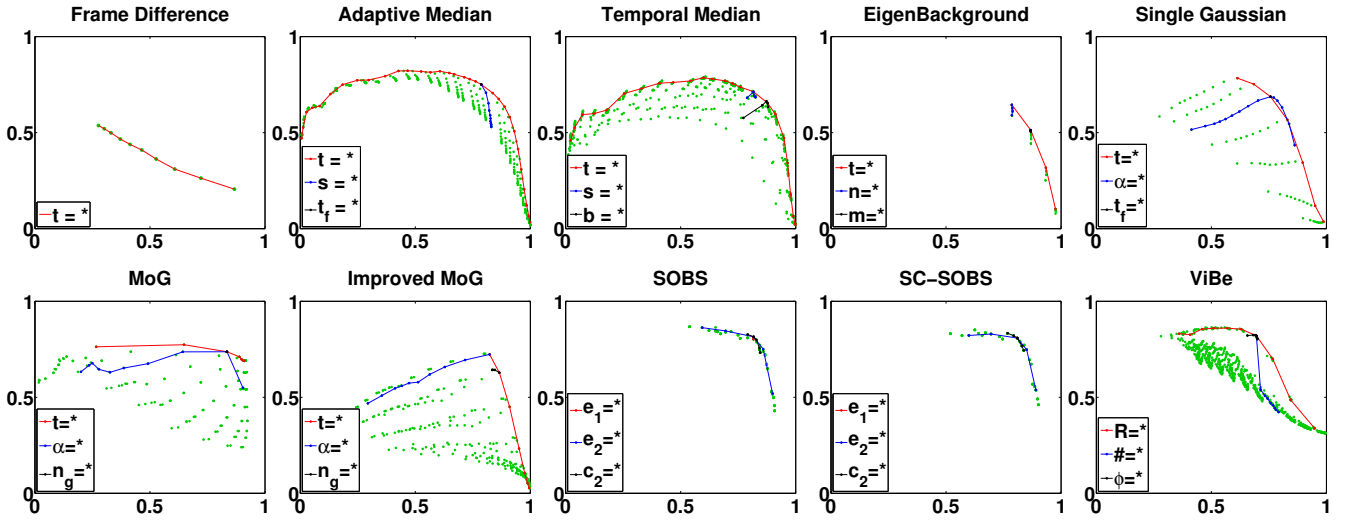 Frame Difference
1
0.5
0
0
0.5
1
t = *
Adaptive Median
1
0.5
0
0
0.5
1
t = *
s = *
t_f = *
Temporal Median
1
0.5
0
0
0.5
1
t = *
s = *
b = *
EigenBackground
1
0.5
0
0
0.5
1
t=*
n=*
m=*
Single Gaussian
1
0.5
0
0
0.5
1
t=*
α=*
t_f=*
MoG
1
0.5
0
0
0.5
1
t=*
α=*
n_g=*
Improved MoG
1
0.5
0
0
0.5
1
t=*
α=*
n_g=*
SOBS
1
0.5
0
0
0.5
1
e_1=*
e_2=*
c_2=*
SC−SOBS
1
0.5
0
0
0.5
1
e_1=*
e_2=*
c_2=*
ViBe
1
0.5
0
0
0.5
1
R=*
#=*
ϕ=*